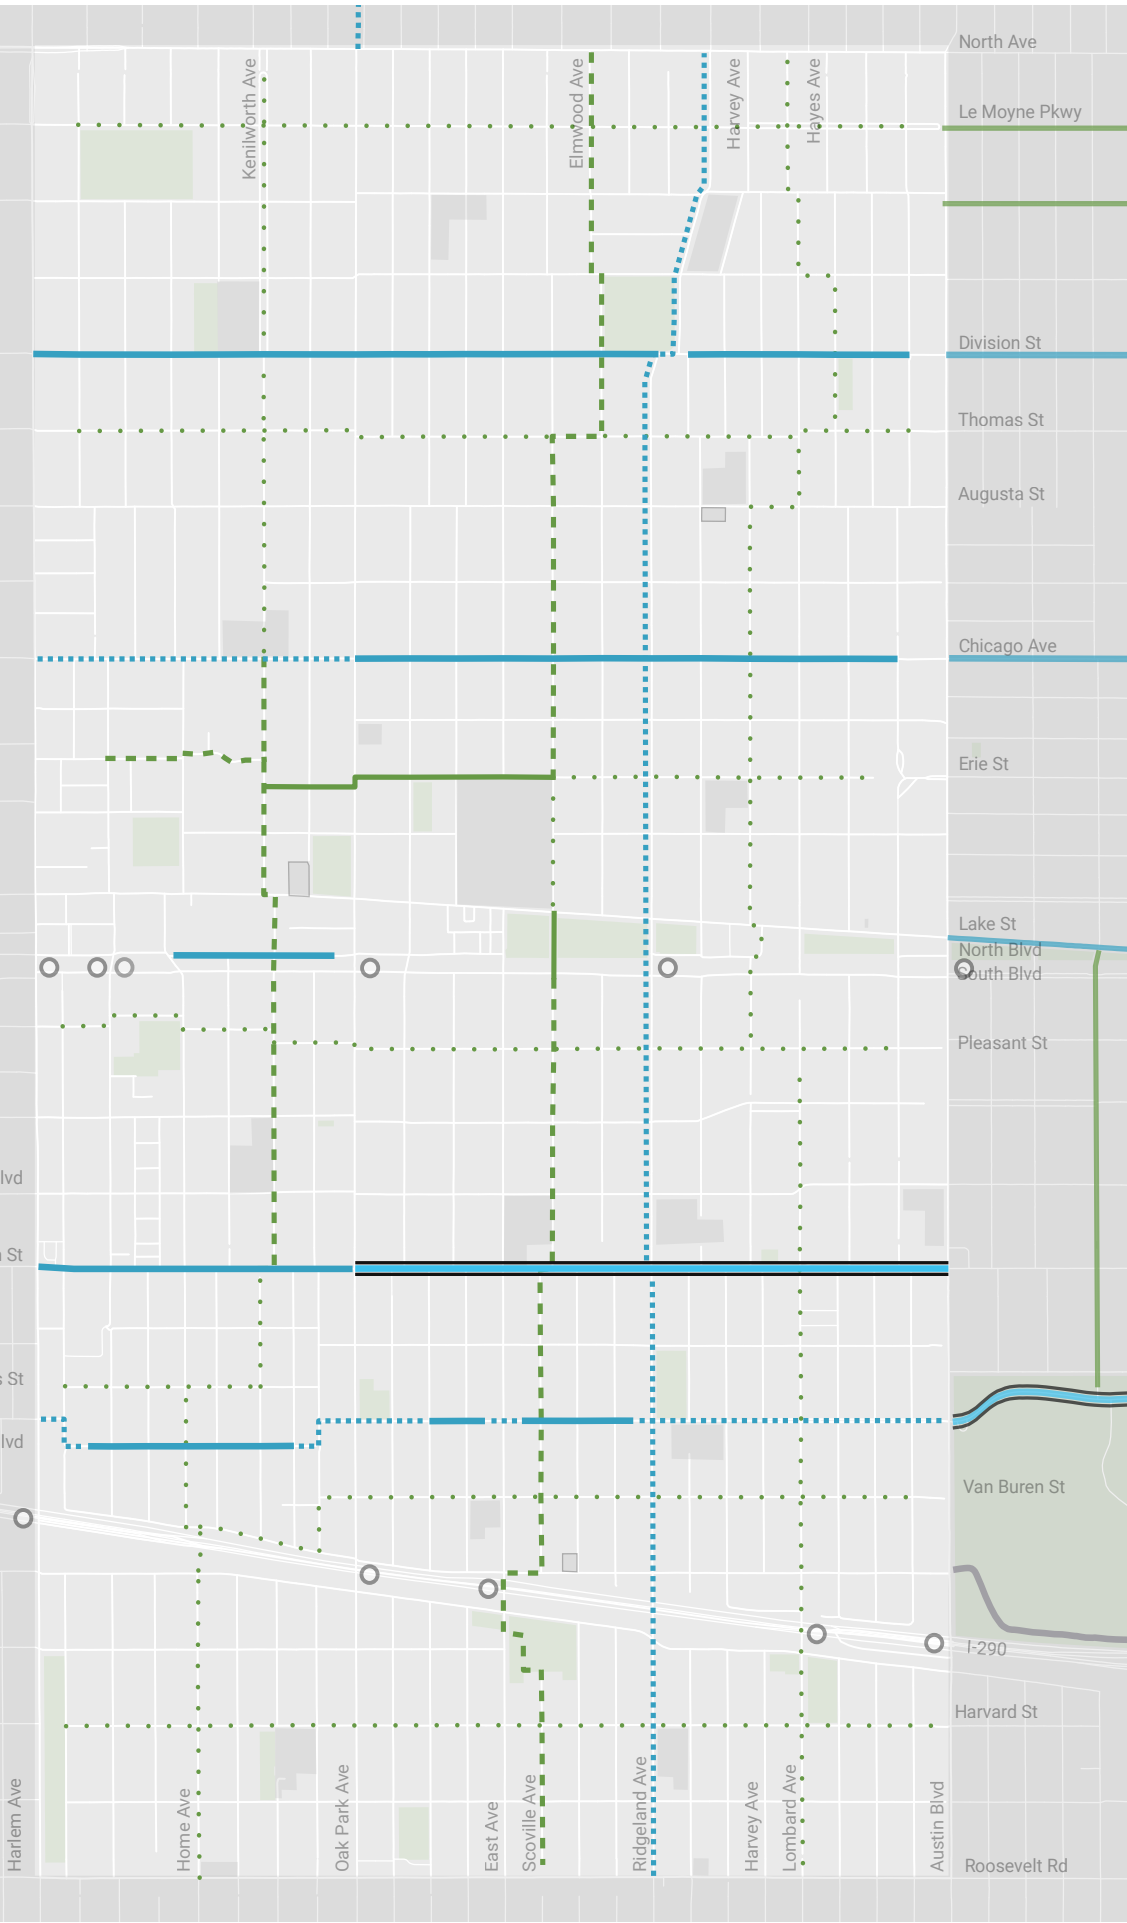 North Ave
Kenilworth Ave
Elmwood Ave
Harvey Ave
Hayes Ave
Le Moyne Pkwy
Division St
Thomas St
Augusta St
Chicago Ave
Erie St
Lake St
North Blvd
South Blvd
Pleasant St
lvd
St
s St
lvd
Van Buren St
I-290
Harvard St
Harlem Ave
Home Ave
Oak Park Ave
East Ave
Scoville Ave
Ridgeland Ave
Harvey Ave
Lombard Ave
Austin Blvd
Roosevelt Rd